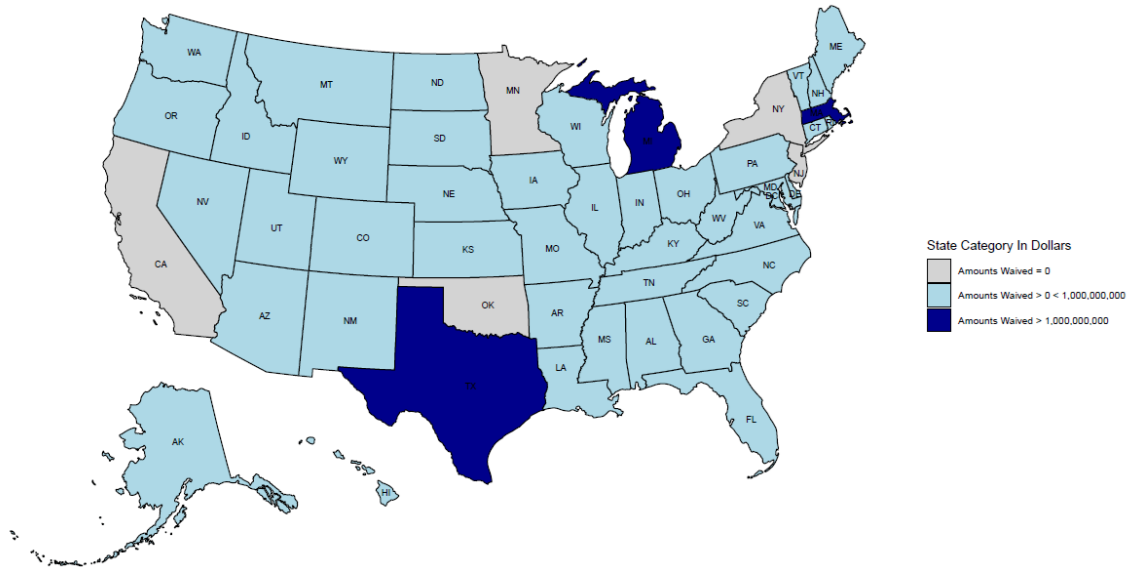 ME
WA
VT
MT
ND
MN
NH
OR
NY
WI
CT
ID
SD
MI
WY
PA
IA
NJ
NE
OH
MD
DC
DE
NV
IL
IN
WV
UT
VA
CO
KS
MO
KY
CA
NC
TN
OK
SC
AZ
NM
AR
MS
AL
GA
LA
TX
FL
AK
HI
State Category In Dollars
Amounts Waived = 0
Amounts Waived > 0 < 1,000,000,000
Amounts Waived > 1,000,000,000